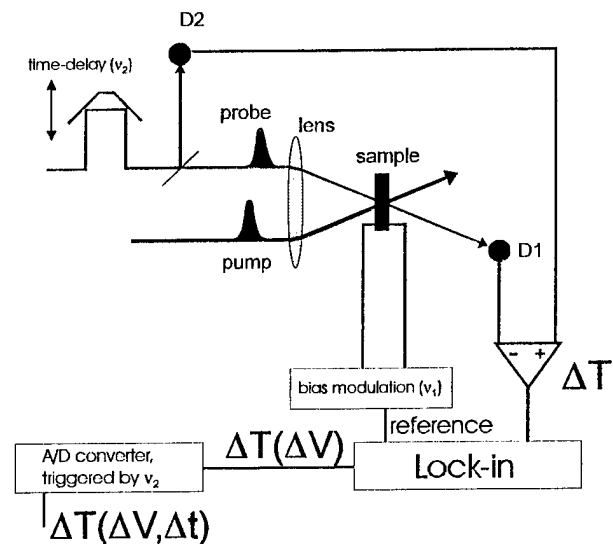 D2
time-delay (ν₂)
probe
lens
sample
pump
D1
- +
ΔT
bias modulation (ν₁)
reference
A/D converter,
triggered by ν₂
ΔT(ΔV)
Lock-in
ΔT(ΔV,Δt)